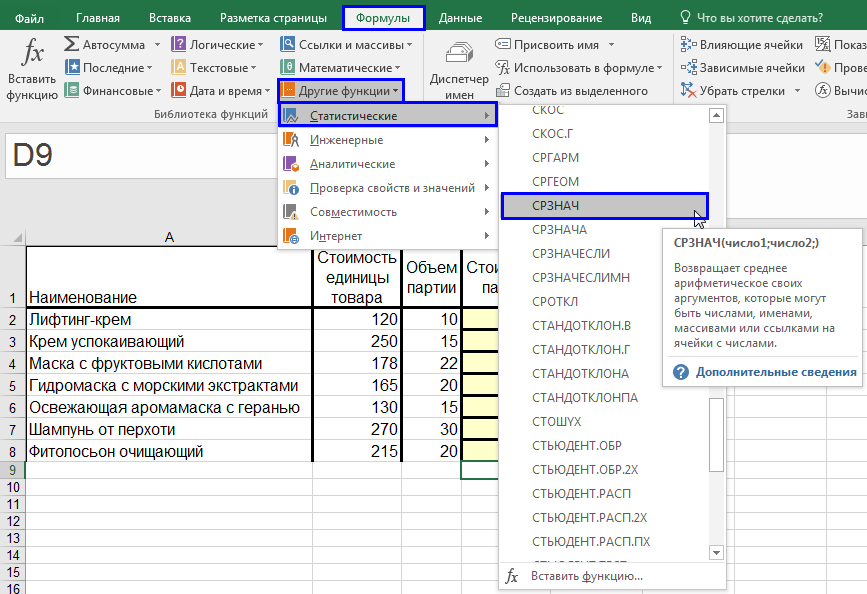 Файл Главная Вставка Разметка страницы Формулы Данные Рецензирование Вид Что вы хотите сделать?
fx
Вставить
функцию
Автосумма
Последние
Финансовые
Логические
Текстовые
Дата и время
Ссылки и массивы
Математические
Другие функции
Библиотека функций
Диспетчер
имен
Присвоить имя
Использовать в формуле
Создать из выделенного
Влияющие ячейки
Зависимые ячейки
Убрать стрелки
Показ
Прове
Вычис
Зави
Статистические
Инженерные
Аналитические
Проверка свойств и значений
Совместимость
Интернет
СКОС
СКОС.Г
СРГАРМ
СРГЕОМ
СРЗНАЧ
СРЗНАЧА
СРЗНАЧЕСЛИ
СРЗНАЧЕСЛИМН
СРОТКЛ
СТАНДОТКЛОН.В
СТАНДОТКЛОН.Г
СТАНДОТКЛОНА
СТАНДОТКЛОНПА
СТОШYX
СТЬЮДЕНТ.ОБР
СТЬЮДЕНТ.ОБР.2Х
СТЬЮДЕНТ.РАСП
СТЬЮДЕНТ.РАСП.2Х
СТЬЮДЕНТ.РАСП.ПХ
fx Вставить функцию...
СРЗНАЧ(число1;число2;)
Возвращает среднее
арифметическое своих
аргументов, которые могут
быть числами, именами,
массивами или ссылками на
ячейки с числами.
Дополнительные сведения
D9
A
Стоимость
единицы
товара
Объем
партии
Стои
па
1 Наименование
2 Лифтинг-крем 120 10
3 Крем успокаивающий 250 15
4 Маска с фруктовыми кислотами 178 22
5 Гидромаска с морскими экстрактами 165 20
6 Освежающая аромамаска с геранью 130 15
7 Шампунь от перхоти 270 30
8 Фитолосьон очищающий 215 20
9
10
11
12
13
14
15
16